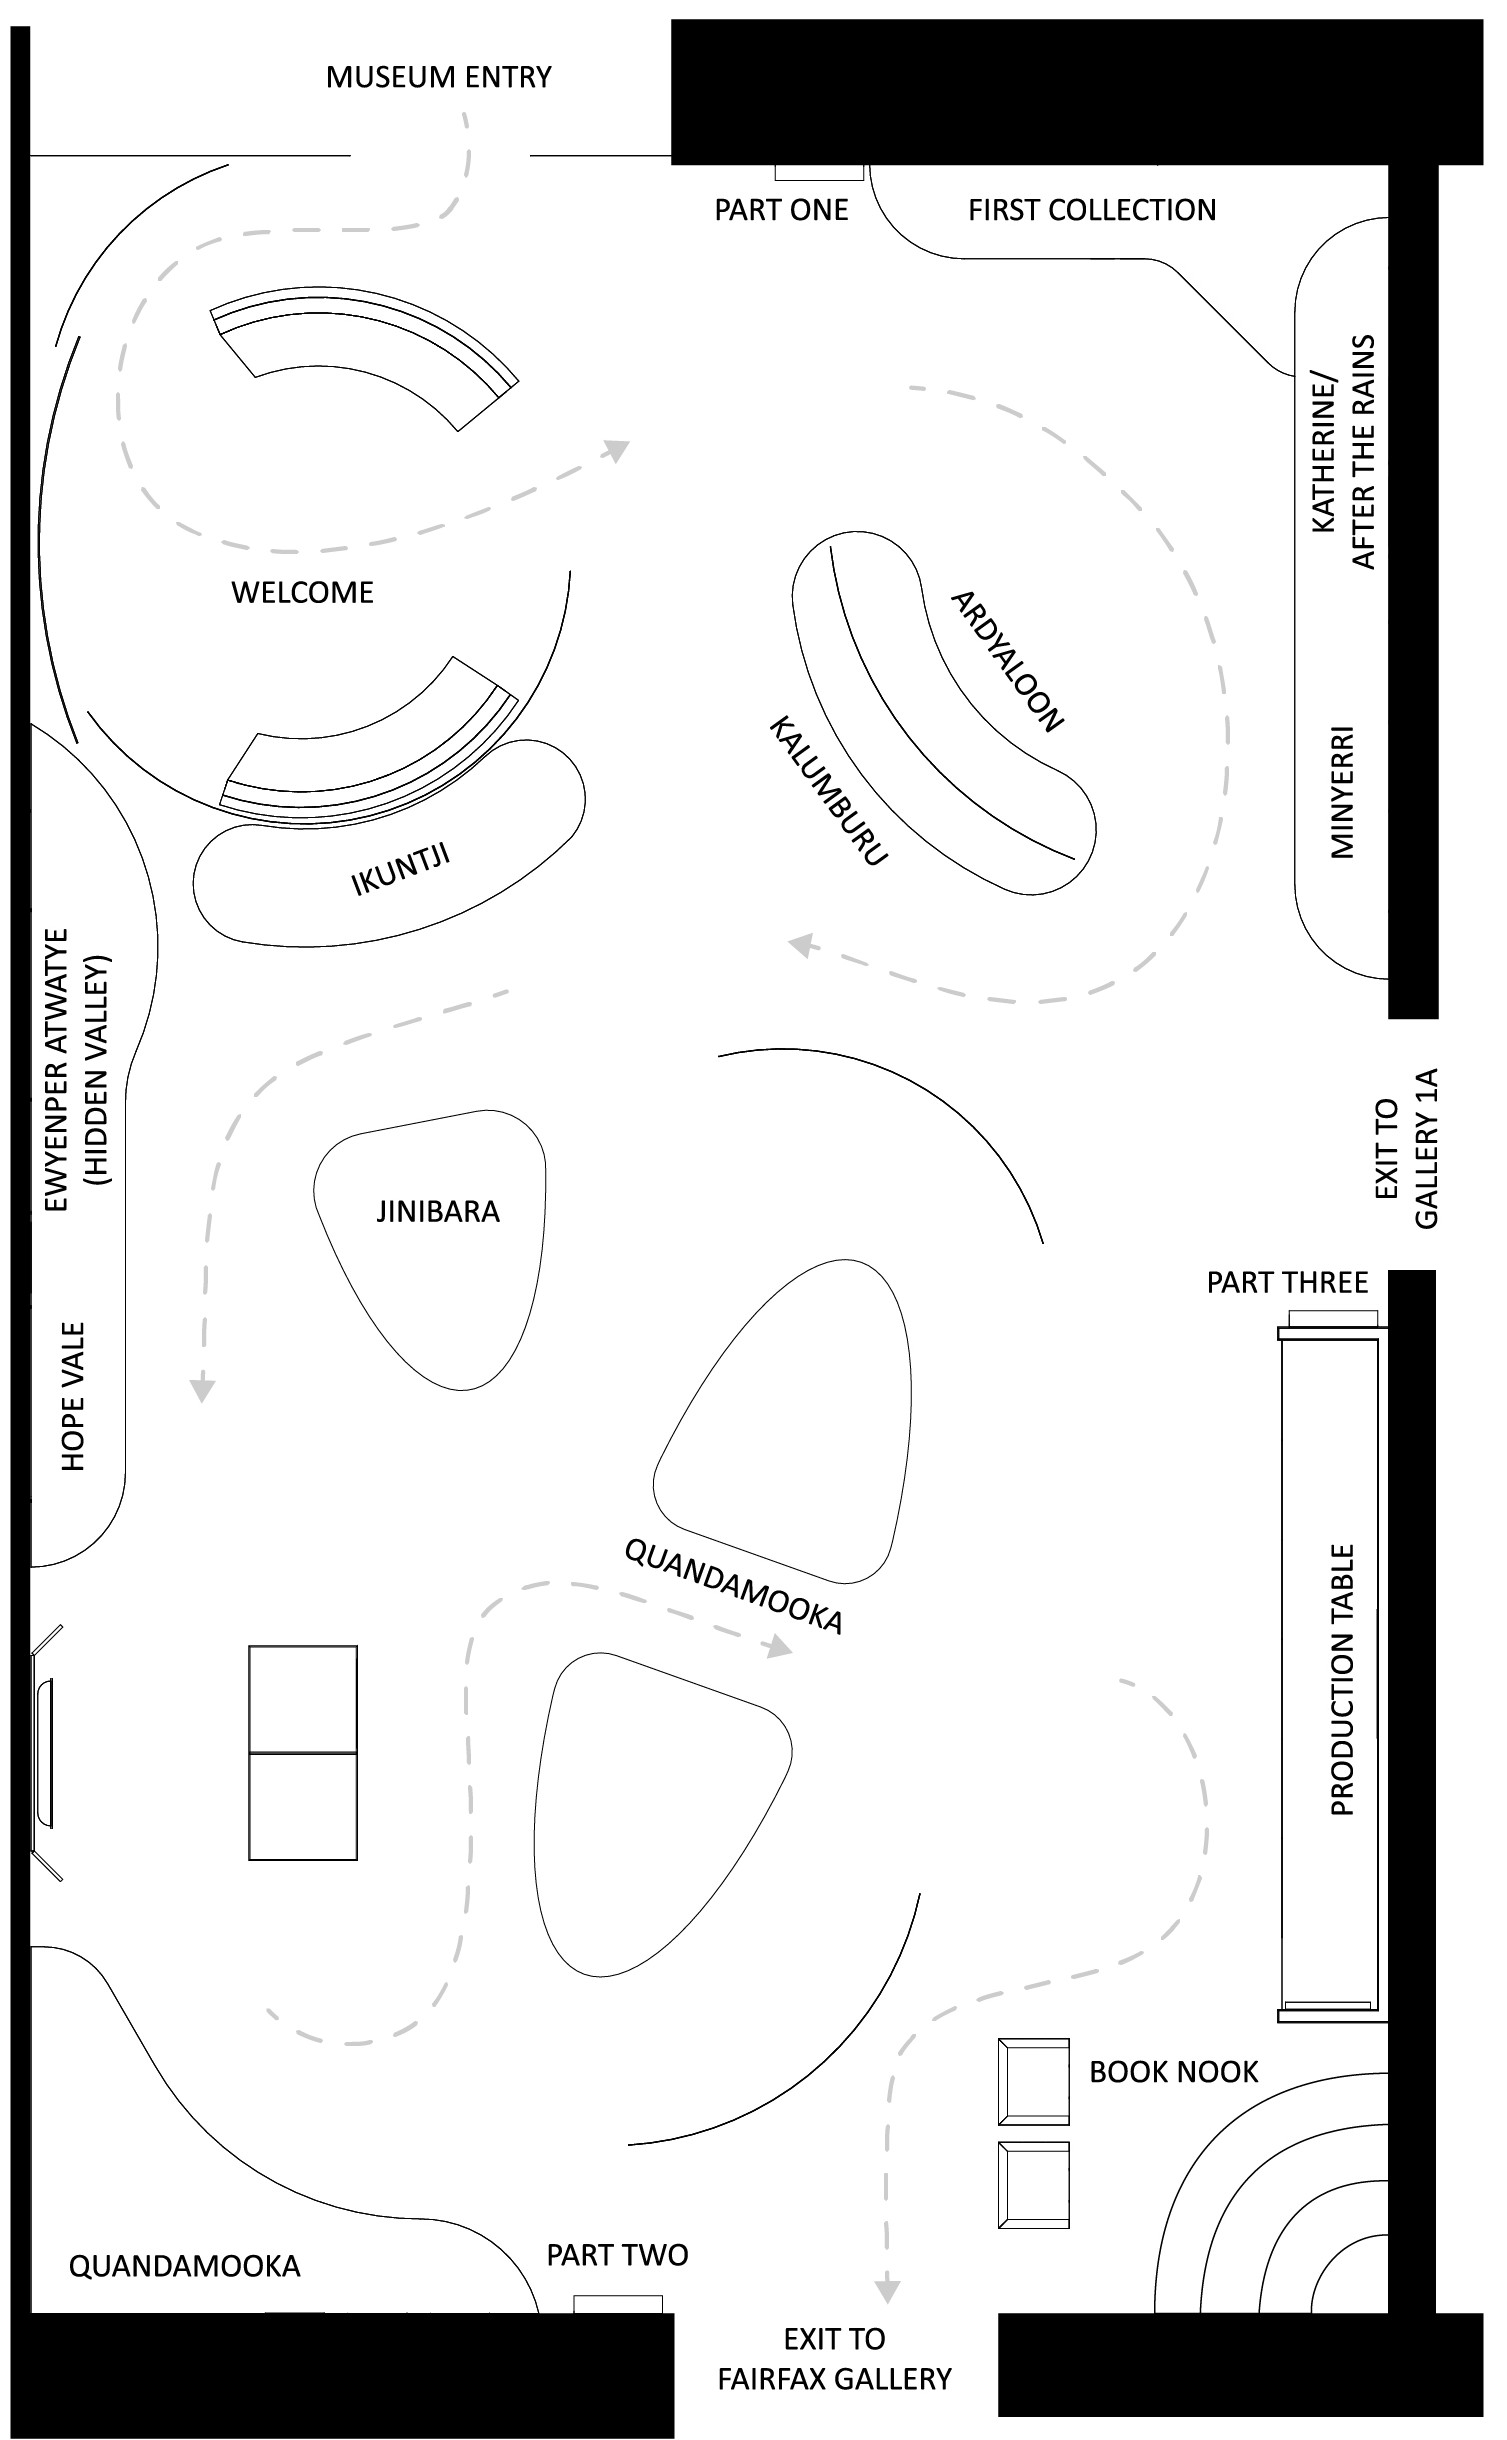 MUSEUM ENTRY
PART ONE
FIRST COLLECTION
KATHERINE/
AFTER THE RAINS
WELCOME
ARDYALOON
KALUMBURU
MINYERRI
IKUNTJI
EWYENPER ATWATYE
(HIDDEN VALLEY)
EXIT TO
GALLERY 1A
JINIBARA
PART THREE
HOPE VALE
QUANDAMOOKA
PRODUCTION TABLE
BOOK NOOK
QUANDAMOOKA
PART TWO
EXIT TO
FAIRFAX GALLERY